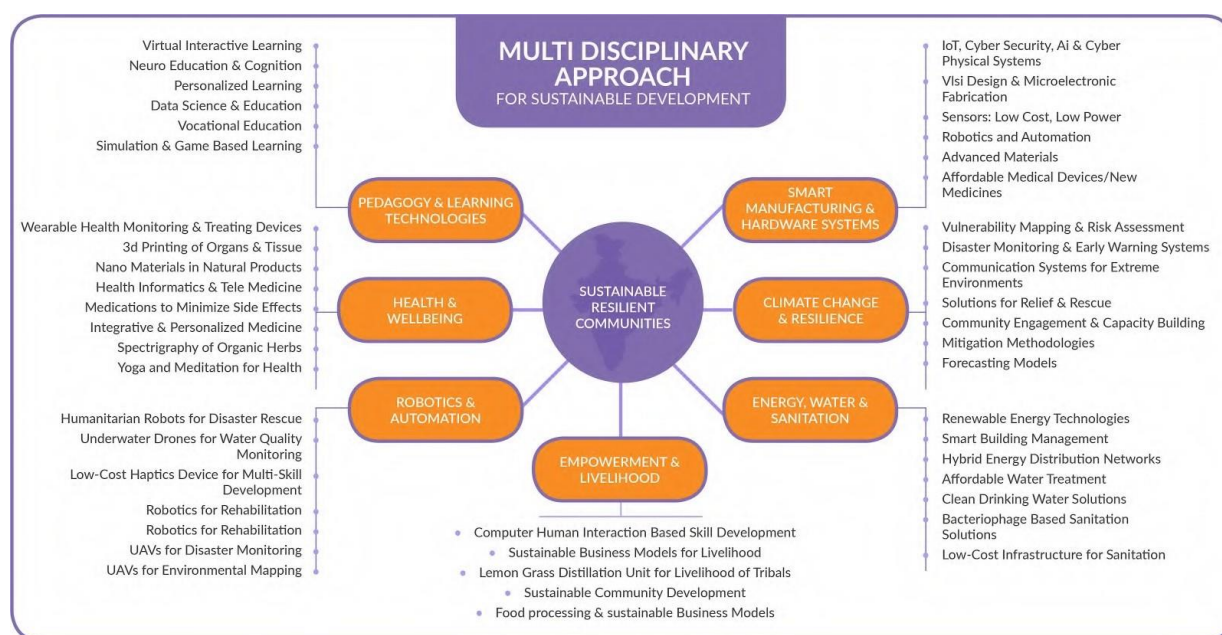 MULTI DISCIPLINARY
APPROACH
FOR SUSTAINABLE DEVELOPMENT
Virtual Interactive Learning
Neuro Education & Cognition
Personalized Learning
Data Science & Education
Vocational Education
Simulation & Game Based Learning
PEDAGOGY & LEARNING
TECHNOLOGIES
Wearable Health Monitoring & Treating Devices
3d Printing of Organs & Tissue
Nano Materials in Natural Products
Health Informatics & Tele Medicine
Medications to Minimize Side Effects
Integrative & Personalized Medicine
Spectrigraphy of Organic Herbs
Yoga and Meditation for Health
HEALTH &
WELLBEING
Humanitarian Robots for Disaster Rescue
Underwater Drones for Water Quality
Monitoring
Low-Cost Haptics Device for Multi-Skill
Development
Robotics for Rehabilitation
Robotics for Rehabilitation
UAVs for Disaster Monitoring
UAVs for Environmental Mapping
ROBOTICS &
AUTOMATION
SUSTAINABLE
RESILIENT
COMMUNITIES
EMPOWERMENT &
LIVELIHOOD
Computer Human Interaction Based Skill Development
Sustainable Business Models for Livelihood
Lemon Grass Distillation Unit for Livelihood of Tribals
Sustainable Community Development
Food processing & sustainable Business Models
SMART
MANUFACTURING &
HARDWARE SYSTEMS
IoT, Cyber Security, Ai & Cyber
Physical Systems
Vlsi Design & Microelectronic
Fabrication
Sensors: Low Cost, Low Power
Robotics and Automation
Advanced Materials
Affordable Medical Devices/New
Medicines
CLIMATE CHANGE
& RESILIENCE
Vulnerability Mapping & Risk Assessment
Disaster Monitoring & Early Warning Systems
Communication Systems for Extreme
Environments
Solutions for Relief & Rescue
Community Engagement & Capacity Building
Mitigation Methodologies
Forecasting Models
ENERGY, WATER &
SANITATION
Renewable Energy Technologies
Smart Building Management
Hybrid Energy Distribution Networks
Affordable Water Treatment
Clean Drinking Water Solutions
Bacteriophage Based Sanitation
Solutions
Low-Cost Infrastructure for Sanitation